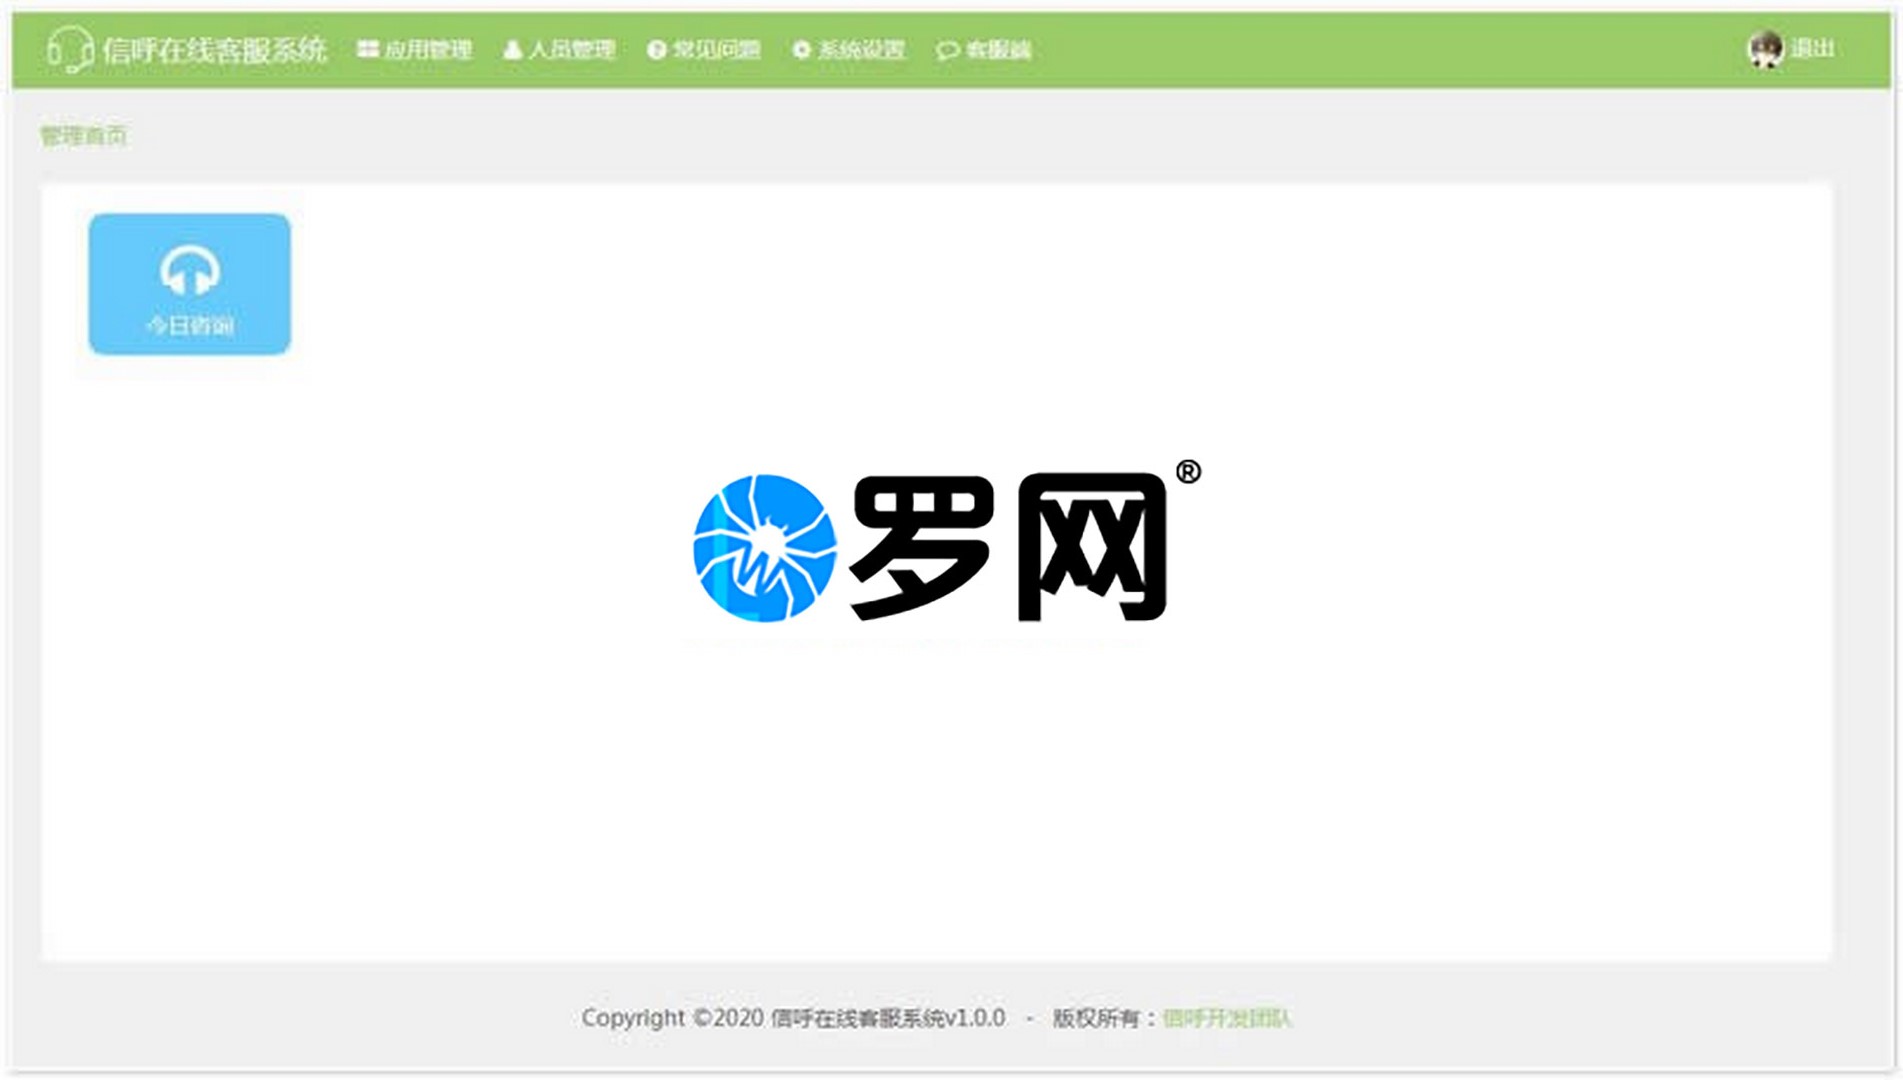 信呼在线客服系统 应用管理 人员管理 常见问题 系统设置 客服端 退出
管理首页
今日咨询
罗网®
Copyright ©2020 信呼在线客服系统v1.0.0 - 版权所有：信呼开发团队